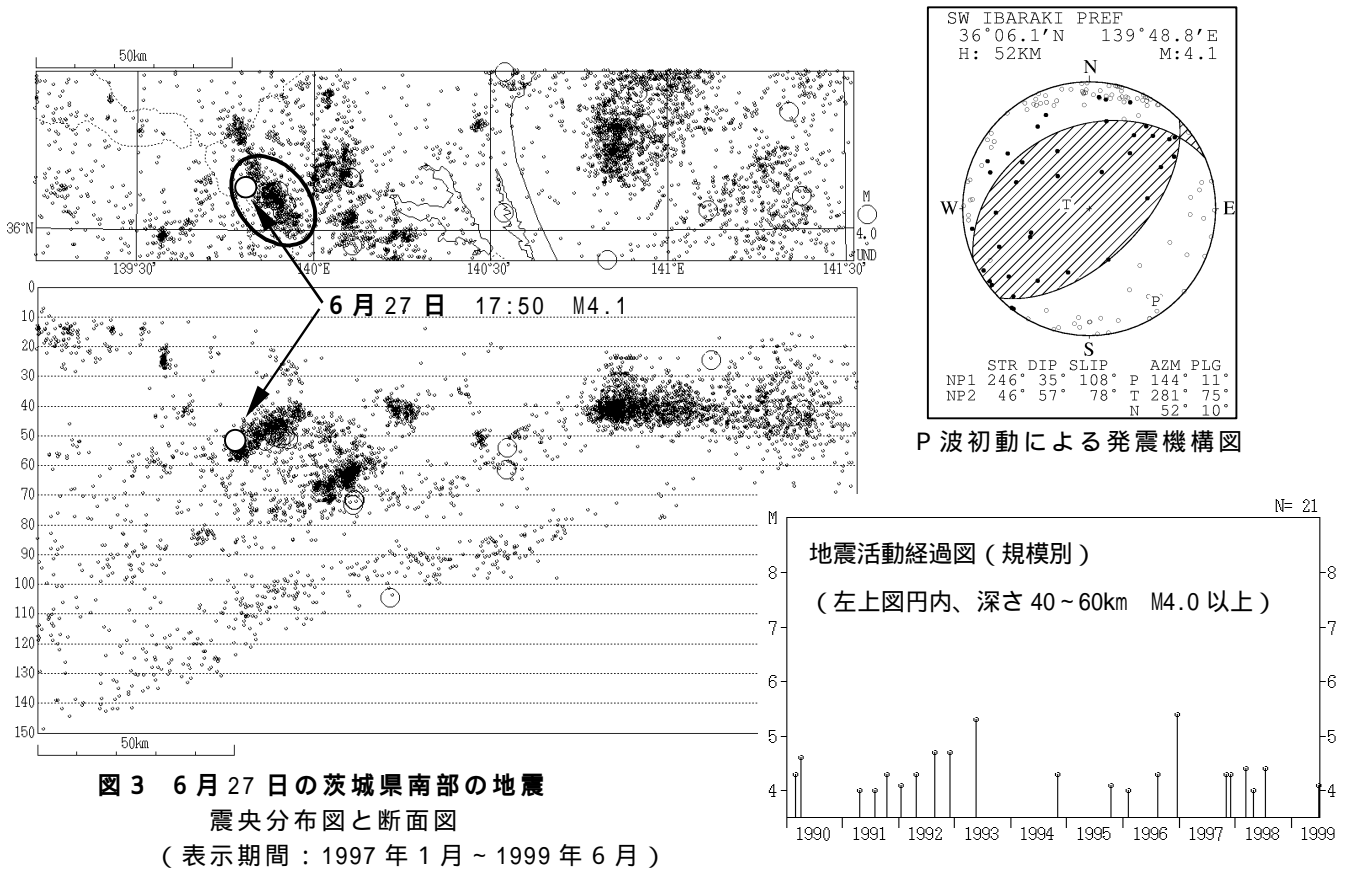 50km
36°N
139°30'
140°E
140°30'
141°E
141°30'
M
4.0
UND
6月27日 17:50 M4.1
0
10
20
30
40
50
60
70
80
90
100
110
120
130
140
150
50km
図3 6月27日の茨城県南部の地震
震央分布図と断面図
(表示期間:1997年1月~1999年6月)
SW IBARAKI PREF
36°06.1'N 139°48.8'E
H: 52KM M:4.1
N
W
E
S
T
P
STR DIP SLIP AZM PLG
NP1 246° 35° 108° P 144° 11°
NP2 46° 57° 78° T 281° 75°
N 52° 10°
P波初動による発震機構図
N= 21
M
地震活動経過図(規模別)
(左上図円内、深さ40~60km M4.0以上)
8 8
7 7
6 6
5 5
4 4
1990 1991 1992 1993 1994 1995 1996 1997 1998 1999